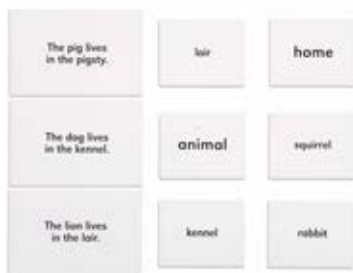 The pig lives
in the pigsty.
lair
home
The dog lives
in the kennel.
animal
squirrel
The lion lives
in the lair.
kennel
rabbit